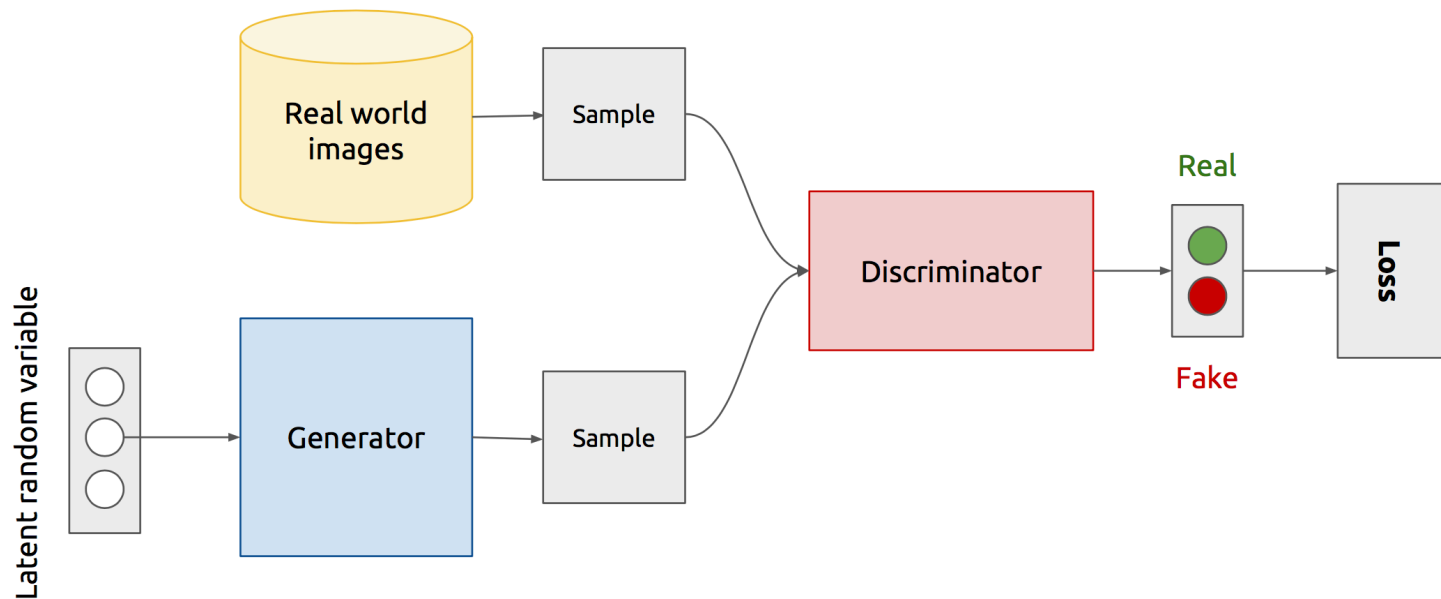 Real world
images
Sample
Latent random variable
Generator
Sample
Discriminator
Real
Fake
Loss